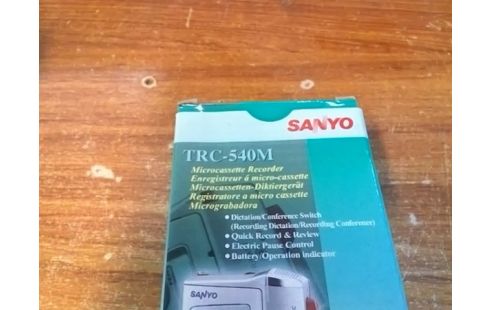 SANYO
TRC-540M
Microcassette Recorder
Enregistreur à micro-cassette
Microcassetten-Diktiergerät
Registratore a micro cassette
Micrograbadora
• Dictation/Conference Switch
(Recording Dictation/Recording Conference)
• Quick Record & Review
• Electric Pause Control
• Battery/Operation indicator
SANYO